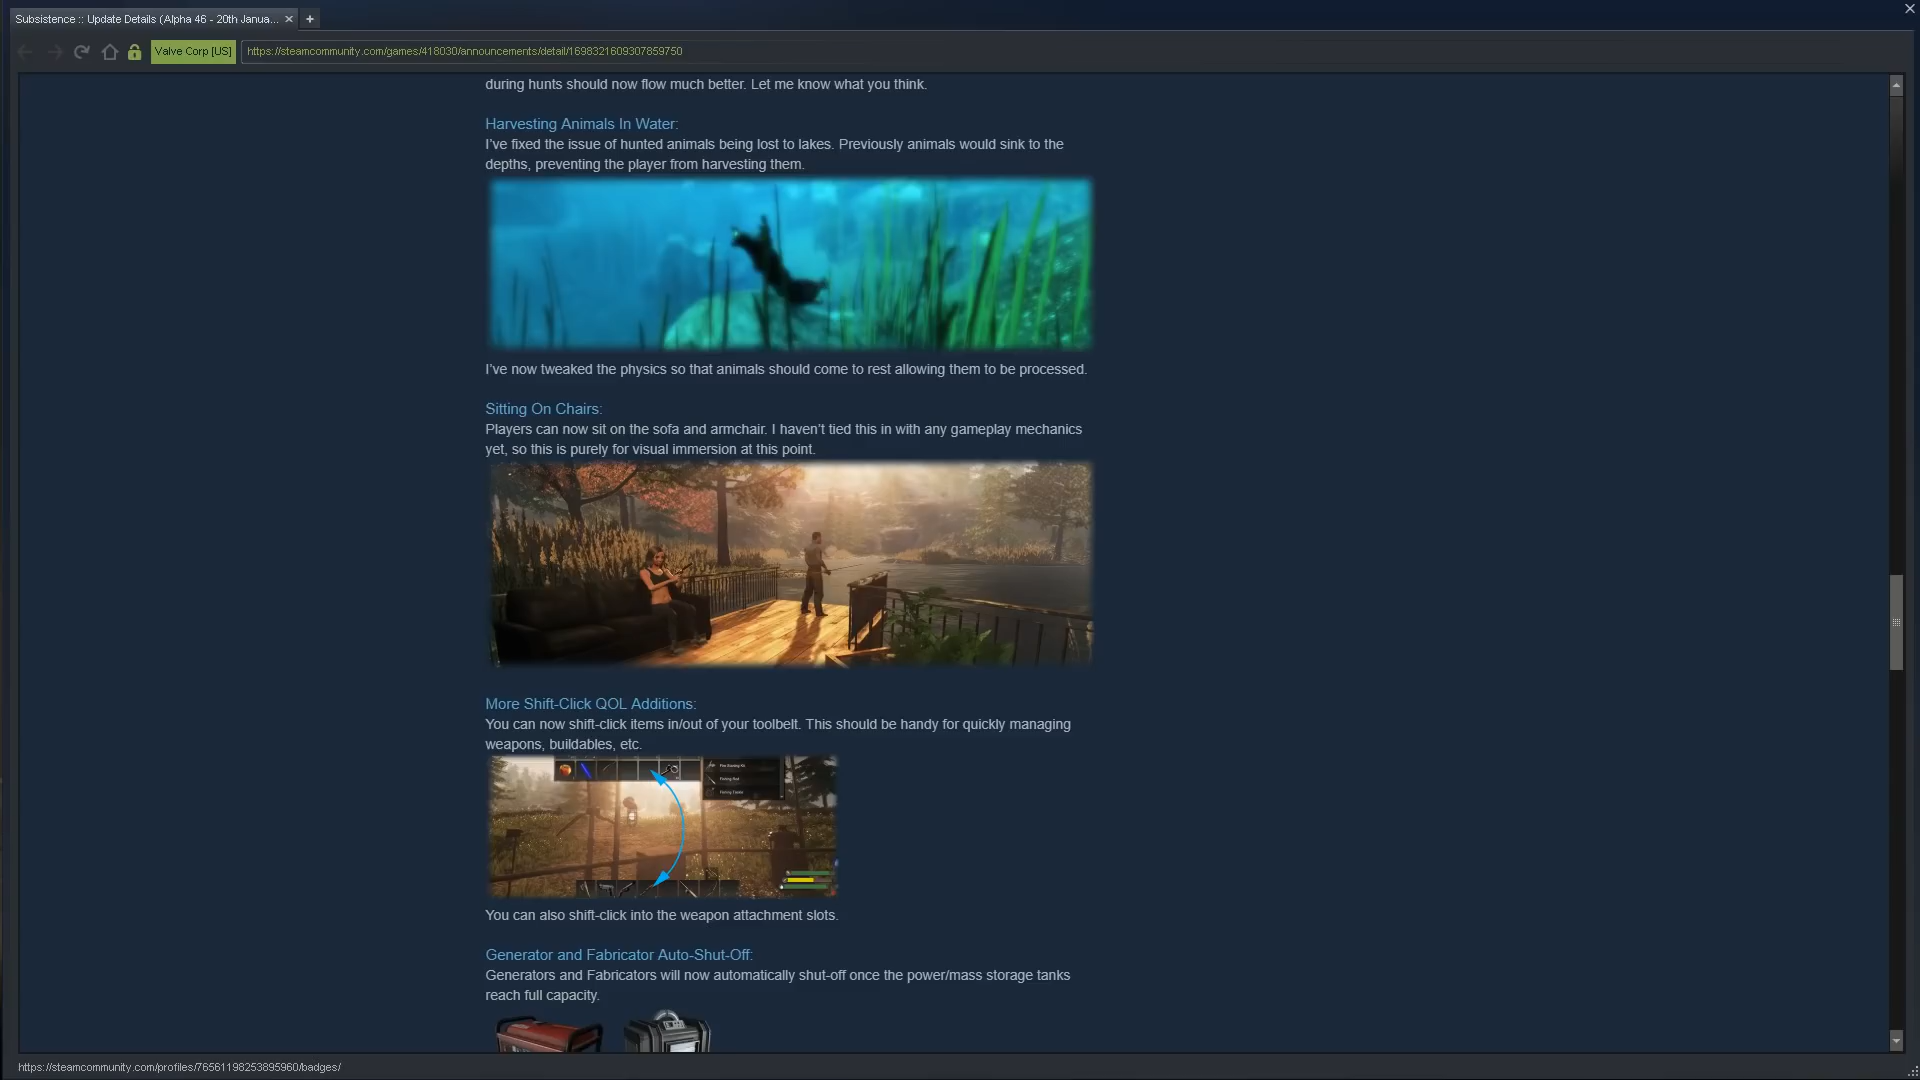 Subsistence :: Update Details (Alpha 46 - 20th Janua...
Valve Corp [US]
https://steamcommunity.com/games/418030/announcements/detail/1698321609307859750
during hunts should now flow much better. Let me know what you think.
Harvesting Animals In Water:
I've fixed the issue of hunted animals being lost to lakes. Previously animals would sink to the
depths, preventing the player from harvesting them.
I've now tweaked the physics so that animals should come to rest allowing them to be processed.
Sitting On Chairs:
Players can now sit on the sofa and armchair. I haven't tied this in with any gameplay mechanics
yet, so this is purely for visual immersion at this point.
More Shift-Click QOL Additions:
You can now shift-click items in/out of your toolbelt. This should be handy for quickly managing
weapons, buildables, etc.
Fire Starting Kit
Fishing Rod
Fishing Tackle
You can also shift-click into the weapon attachment slots.
Generator and Fabricator Auto-Shut-Off:
Generators and Fabricators will now automatically shut-off once the power/mass storage tanks
reach full capacity.
https://steamcommunity.com/profiles/76561198253895960/badges/